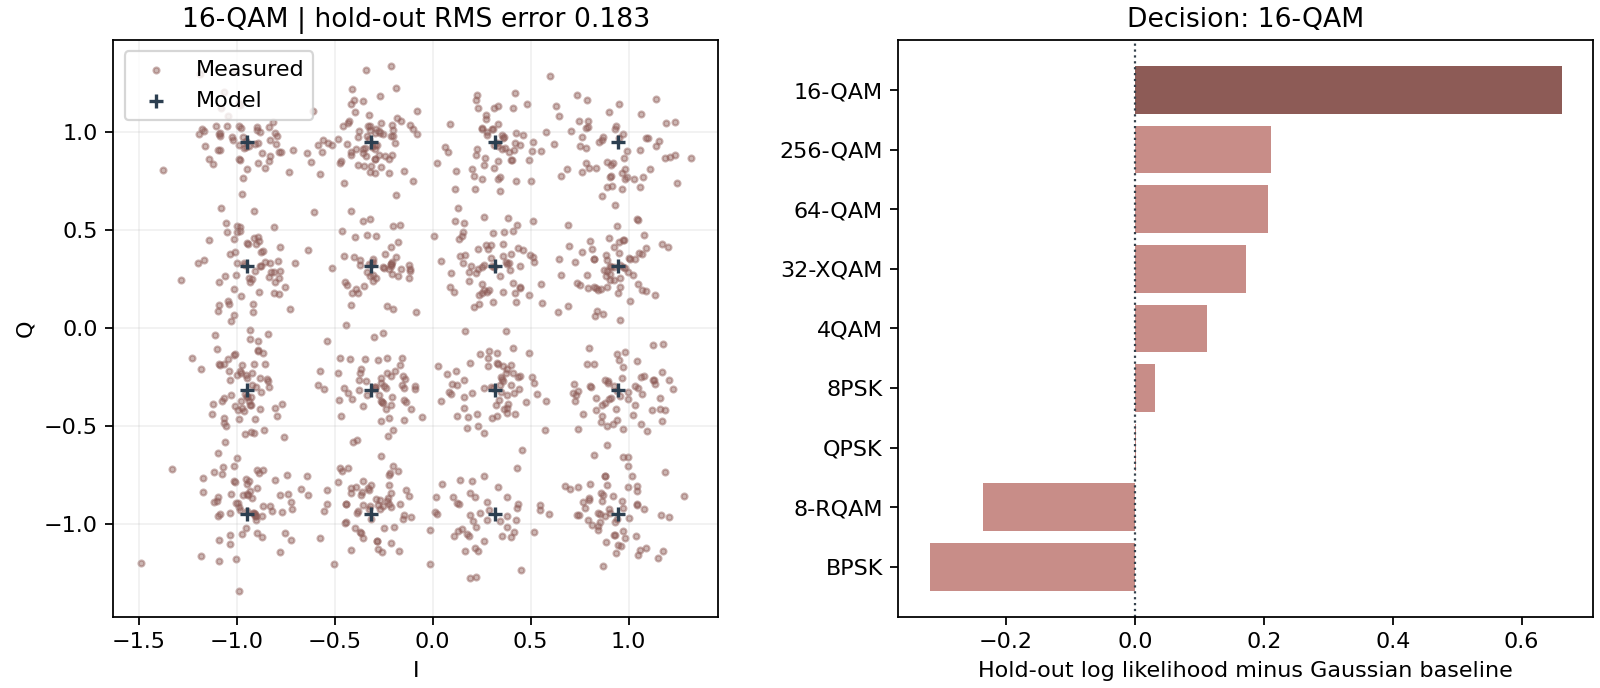 16-QAM | hold-out RMS error 0.183
Measured
Model
1.0
0.5
0.0
−0.5
−1.0
Q
−1.5
−1.0
−0.5
0.0
0.5
1.0
I
Decision: 16-QAM
16-QAM
256-QAM
64-QAM
32-XQAM
4QAM
8PSK
QPSK
8-RQAM
BPSK
−0.2
0.0
0.2
0.4
0.6
Hold-out log likelihood minus Gaussian baseline